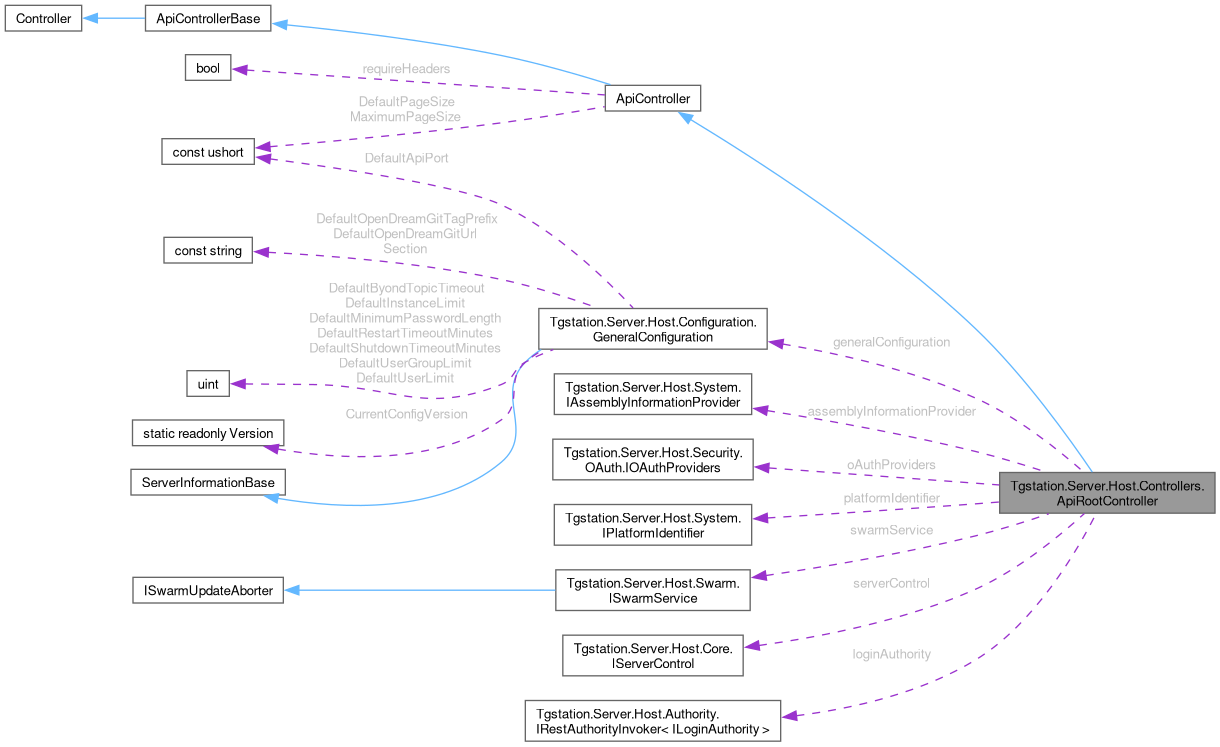 Controller
ApiControllerBase
bool
requireHeaders
ApiController
DefaultPageSize
MaximumPageSize
const ushort
DefaultApiPort
DefaultOpenDreamGitTagPrefix
DefaultOpenDreamGitUrl
Section
const string
DefaultByondTopicTimeout
DefaultInstanceLimit
DefaultMinimumPasswordLength
DefaultRestartTimeoutMinutes
DefaultShutdownTimeoutMinutes
DefaultUserGroupLimit
DefaultUserLimit
uint
Tgstation.Server.Host.Configuration.
GeneralConfiguration
generalConfiguration
CurrentConfigVersion
static readonly Version
Tgstation.Server.Host.System.
IAssemblyInformationProvider
assemblyInformationProvider
ServerInformationBase
Tgstation.Server.Host.Security.
OAuth.IOAuthProviders
oAuthProviders
Tgstation.Server.Host.Controllers.
ApiRootController
platformIdentifier
Tgstation.Server.Host.System.
IPlatformIdentifier
swarmService
ISwarmUpdateAborter
Tgstation.Server.Host.Swarm.
ISwarmService
serverControl
Tgstation.Server.Host.Core.
IServerControl
loginAuthority
Tgstation.Server.Host.Authority.
IRestAuthorityInvoker< ILoginAuthority >